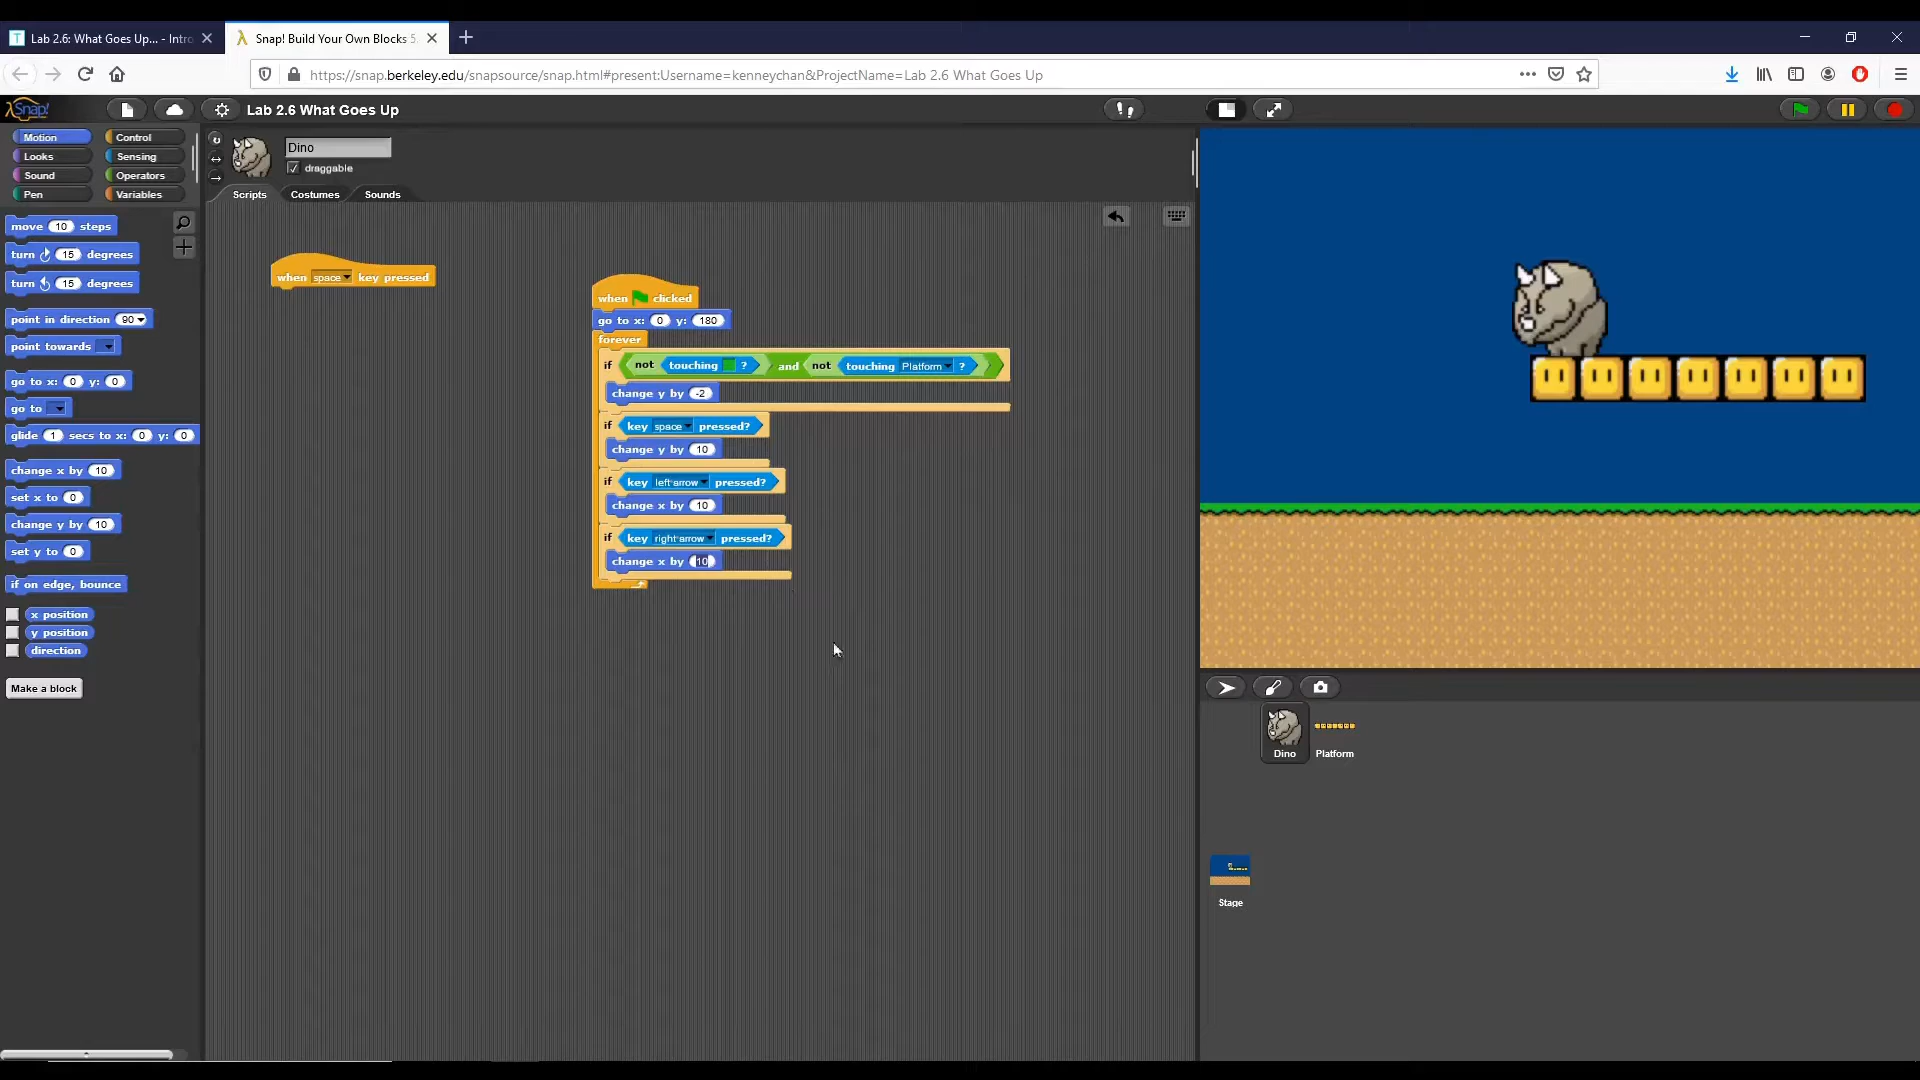 Lab 2.6: What Goes Up... - Intro
Snap! Build Your Own Blocks 5.
https://snap.berkeley.edu/snapsource/snap.html#present:Username=kenneychan&ProjectName=Lab 2.6 What Goes Up
Snap!
Lab 2.6 What Goes Up
Motion
Control
Looks
Sensing
Sound
Operators
Pen
Variables
Dino
draggable
Scripts
Costumes
Sounds
move 10 steps
turn 15 degrees
turn 15 degrees
point in direction 90
point towards
go to x: 0 y: 0
go to
glide 1 secs to x: 0 y: 0
change x by 10
set x to 0
change y by 10
set y to 0
if on edge, bounce
x position
y position
direction
Make a block
when space key pressed
when clicked
go to x: 0 y: 180
forever
if not touching ? and not touching Platform ?
change y by -2
if key space pressed?
change y by 10
if key left arrow pressed?
change x by 10
if key right arrow pressed?
change x by 10
Dino
Platform
Stage